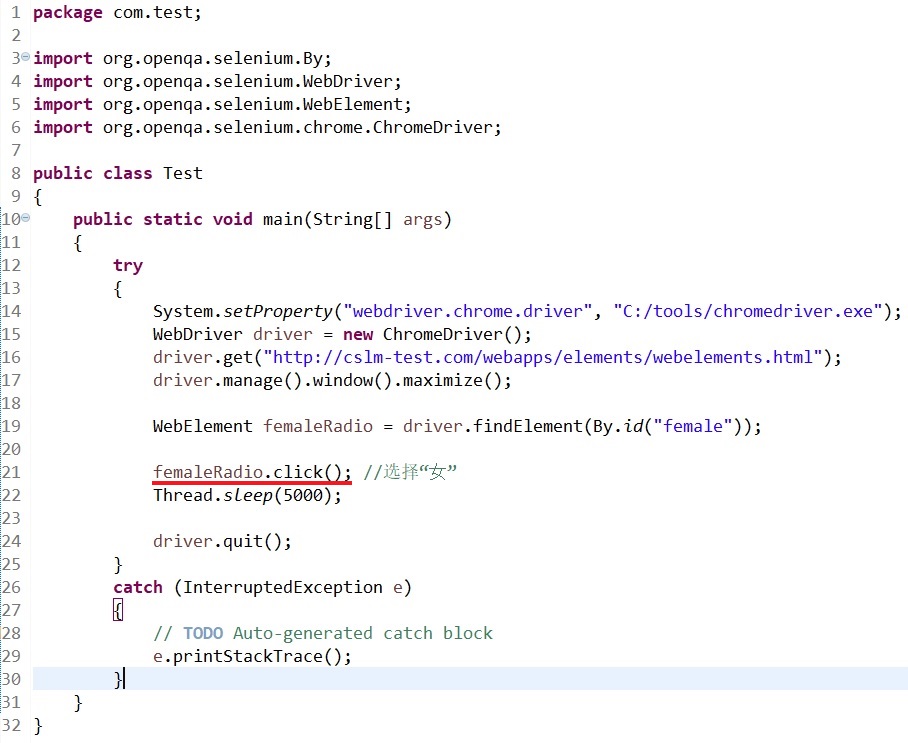 1 package com.test;
2
3 import org.openqa.selenium.By;
4 import org.openqa.selenium.WebDriver;
5 import org.openqa.selenium.WebElement;
6 import org.openqa.selenium.chrome.ChromeDriver;
7
8 public class Test
9 {
10     public static void main(String[] args)
11     {
12         try
13         {
14             System.setProperty("webdriver.chrome.driver", "C:/tools/chromedriver.exe");
15             WebDriver driver = new ChromeDriver();
16             driver.get("http://cslm-test.com/webapps/elements/webelements.html");
17             driver.manage().window().maximize();
18
19             WebElement femaleRadio = driver.findElement(By.id("female"));
20
21             femaleRadio.click(); //选择“女”
22             Thread.sleep(5000);
23
24             driver.quit();
25         }
26         catch (InterruptedException e)
27         {
28             // TODO Auto-generated catch block
29             e.printStackTrace();
30         }
31     }
32 }